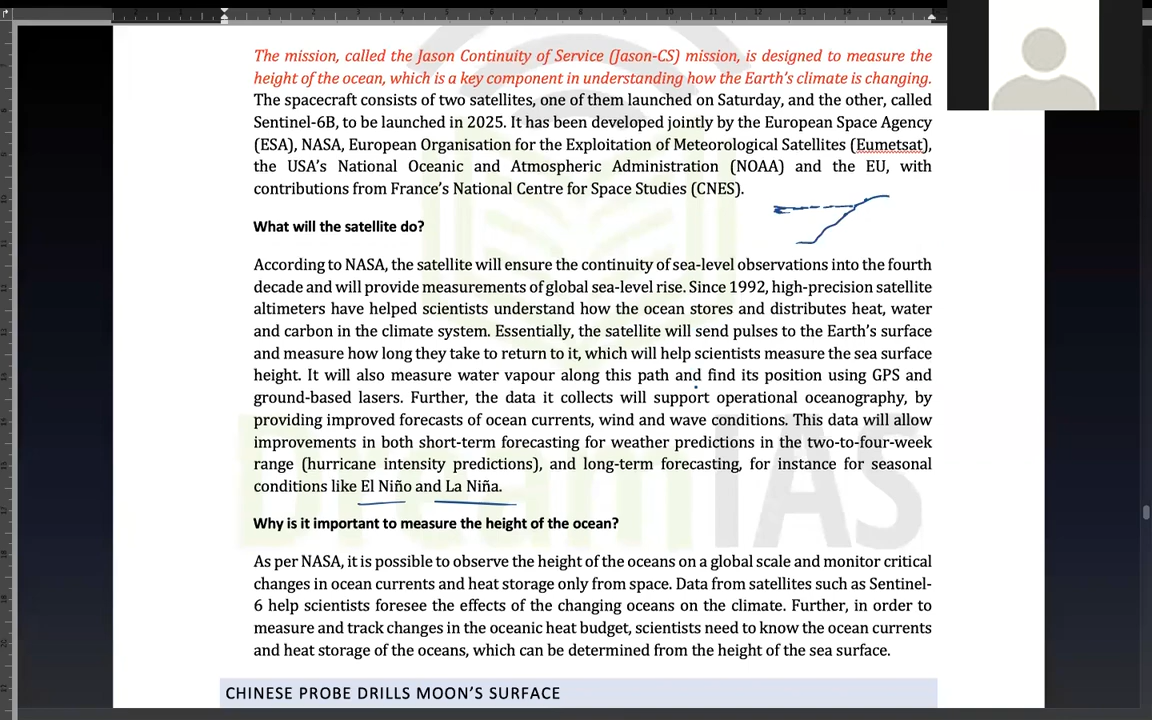 The mission, called the Jason Continuity of Service (Jason-CS) mission, is designed to measure the
height of the ocean, which is a key component in understanding how the Earth's climate is changing.
The spacecraft consists of two satellites, one of them launched on Saturday, and the other, called
Sentinel-6B, to be launched in 2025. It has been developed jointly by the European Space Agency
(ESA), NASA, European Organisation for the Exploitation of Meteorological Satellites (Eumetsat),
the USA's National Oceanic and Atmospheric Administration (NOAA) and the EU, with
contributions from France's National Centre for Space Studies (CNES).
What will the satellite do?
According to NASA, the satellite will ensure the continuity of sea-level observations into the fourth
decade and will provide measurements of global sea-level rise. Since 1992, high-precision satellite
altimeters have helped scientists understand how the ocean stores and distributes heat, water
and carbon in the climate system. Essentially, the satellite will send pulses to the Earth's surface
and measure how long they take to return to it, which will help scientists measure the sea surface
height. It will also measure water vapour along this path and find its position using GPS and
ground-based lasers. Further, the data it collects will support operational oceanography, by
providing improved forecasts of ocean currents, wind and wave conditions. This data will allow
improvements in both short-term forecasting for weather predictions in the two-to-four-week
range (hurricane intensity predictions), and long-term forecasting, for instance for seasonal
conditions like El Niño and La Niña.
Why is it important to measure the height of the ocean?
As per NASA, it is possible to observe the height of the oceans on a global scale and monitor critical
changes in ocean currents and heat storage only from space. Data from satellites such as Sentinel-
6 help scientists foresee the effects of the changing oceans on the climate. Further, in order to
measure and track changes in the oceanic heat budget, scientists need to know the ocean currents
and heat storage of the oceans, which can be determined from the height of the sea surface.
CHINESE PROBE DRILLS MOON'S SURFACE
DreamIAS